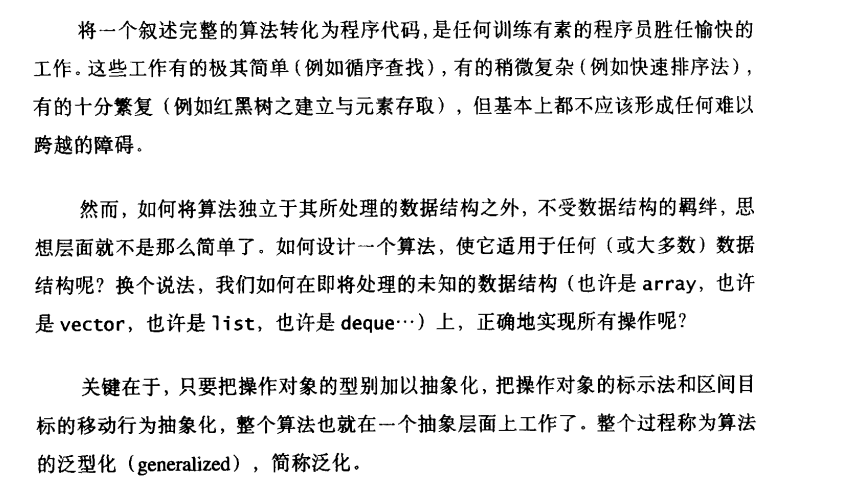 将一个叙述完整的算法转化为程序代码，是任何训练有素的程序员胜任愉快的
工作。这些工作有的极其简单（例如循序查找），有的稍微复杂（例如快速排序法），
有的十分繁复（例如红黑树之建立与元素存取），但基本上都不应该形成任何难以
跨越的障碍。
然而，如何将算法独立于其所处理的数据结构之外，不受数据结构的羁绊，思
想层面就不是那么简单了。如何设计一个算法，使它适用于任何（或大多数）数据
结构呢？换个说法，我们如何在即将处理的未知的数据结构（也许是 array，也许
是 vector，也许是 list，也许是 deque…）上，正确地实现所有操作呢？
关键在于，只要把操作对象的型别加以抽象化，把操作对象的标示法和区间目
标的移动行为抽象化，整个算法也就在一个抽象层面上工作了。整个过程称为算法
的泛型化（generalized），简称泛化。